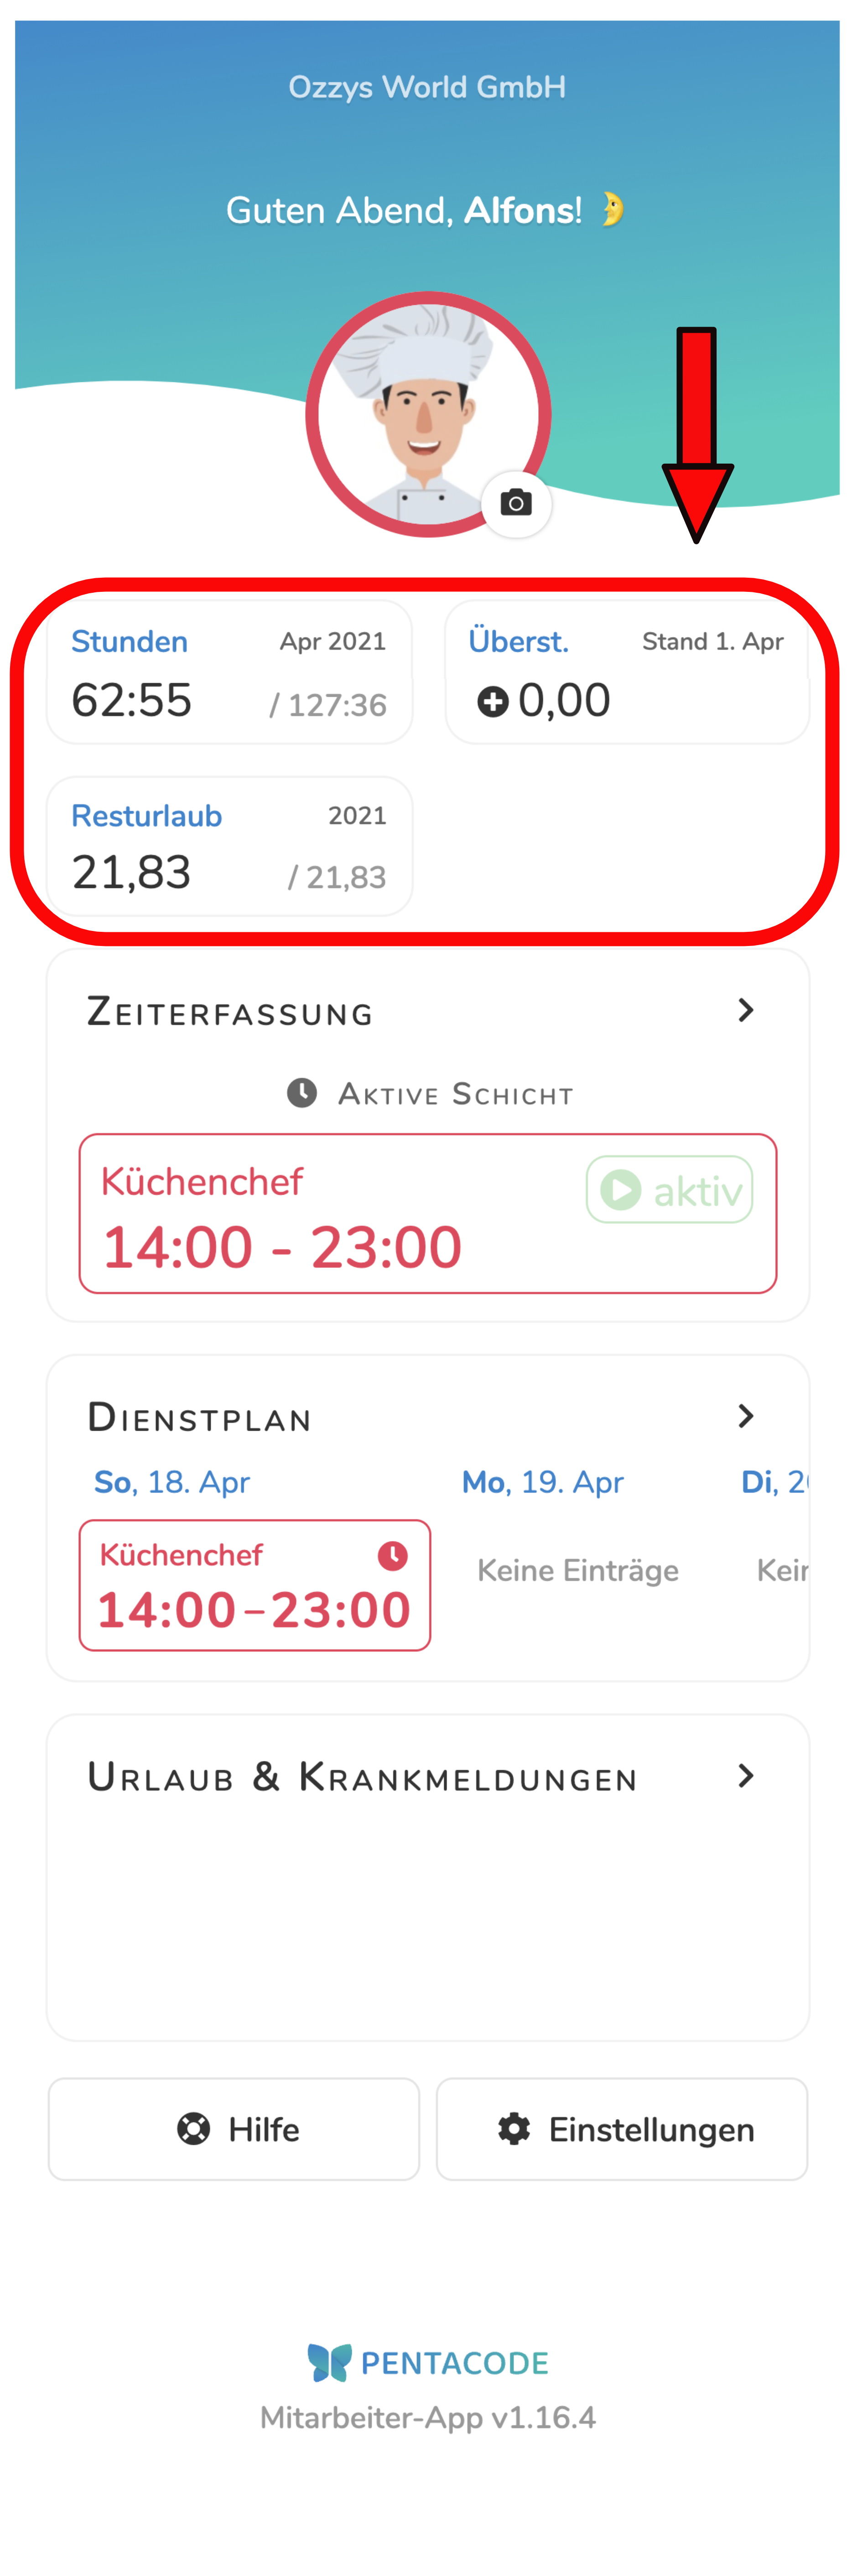 Ozzys World GmbH
Guten Abend, Alfons! 🌛
Stunden Apr 2021
62:55 / 127:36
Überst. Stand 1. Apr
0,00
Resturlaub 2021
21,83 / 21,83
ZEITERFASSUNG
AKTIVE SCHICHT
Küchenchef
aktiv
14:00 - 23:00
DIENSTPLAN
So, 18. Apr
Mo, 19. Apr
Di, 2
Küchenchef
14:00–23:00
Keine Einträge
Kein
URLAUB & KRANKMELDUNGEN
Hilfe
Einstellungen
PENTACODE
Mitarbeiter-App v1.16.4